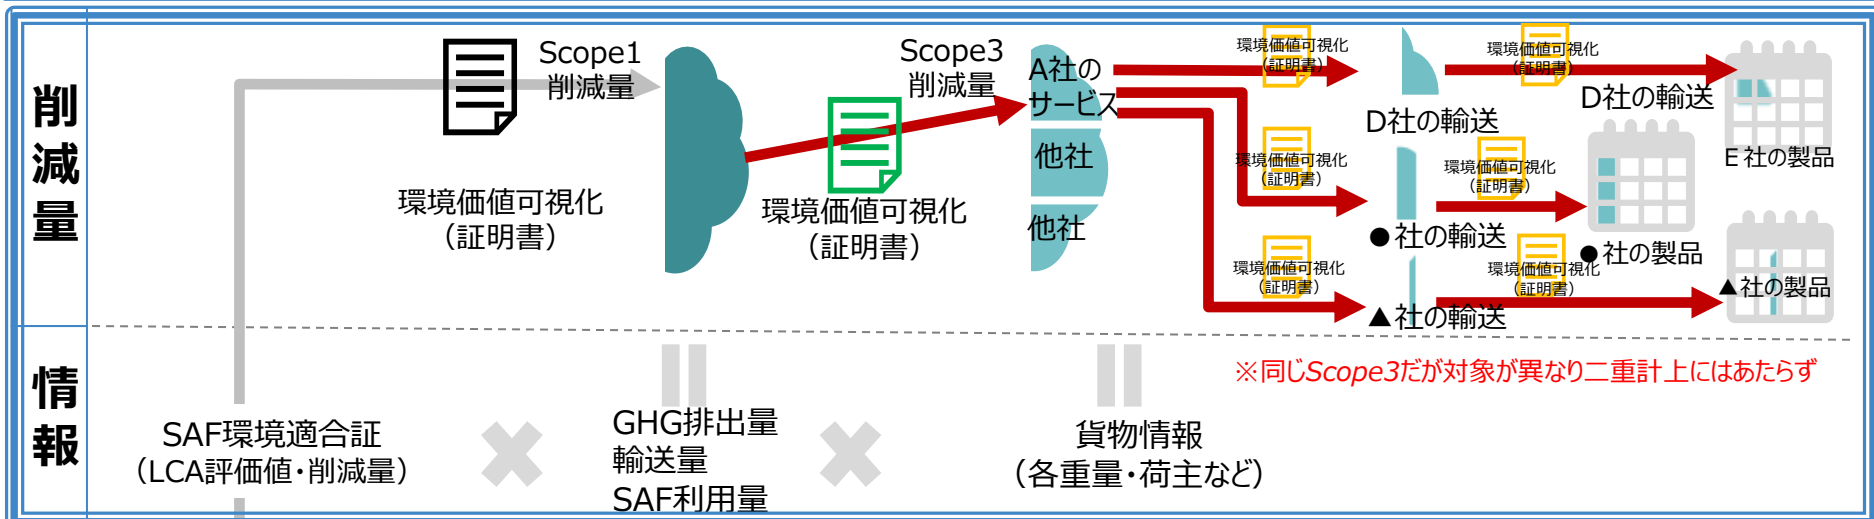 削減量
Scope1
削減量
環境価値可視化
（証明書）
Scope3
削減量
環境価値可視化
（証明書）
A社の
サービス
他社
他社
環境価値可視化
（証明書）
D社の輸送
環境価値可視化
（証明書）
D社の輸送
E社の製品
環境価値可視化
（証明書）
●社の輸送
環境価値可視化
（証明書）
●社の製品
環境価値可視化
（証明書）
▲社の輸送
環境価値可視化
（証明書）
▲社の製品
※同じScope3だが対象が異なり二重計上にはあたらず
情報
SAF環境適合証
（LCA評価値・削減量）
GHG排出量
輸送量
SAF利用量
貨物情報
（各重量・荷主など）